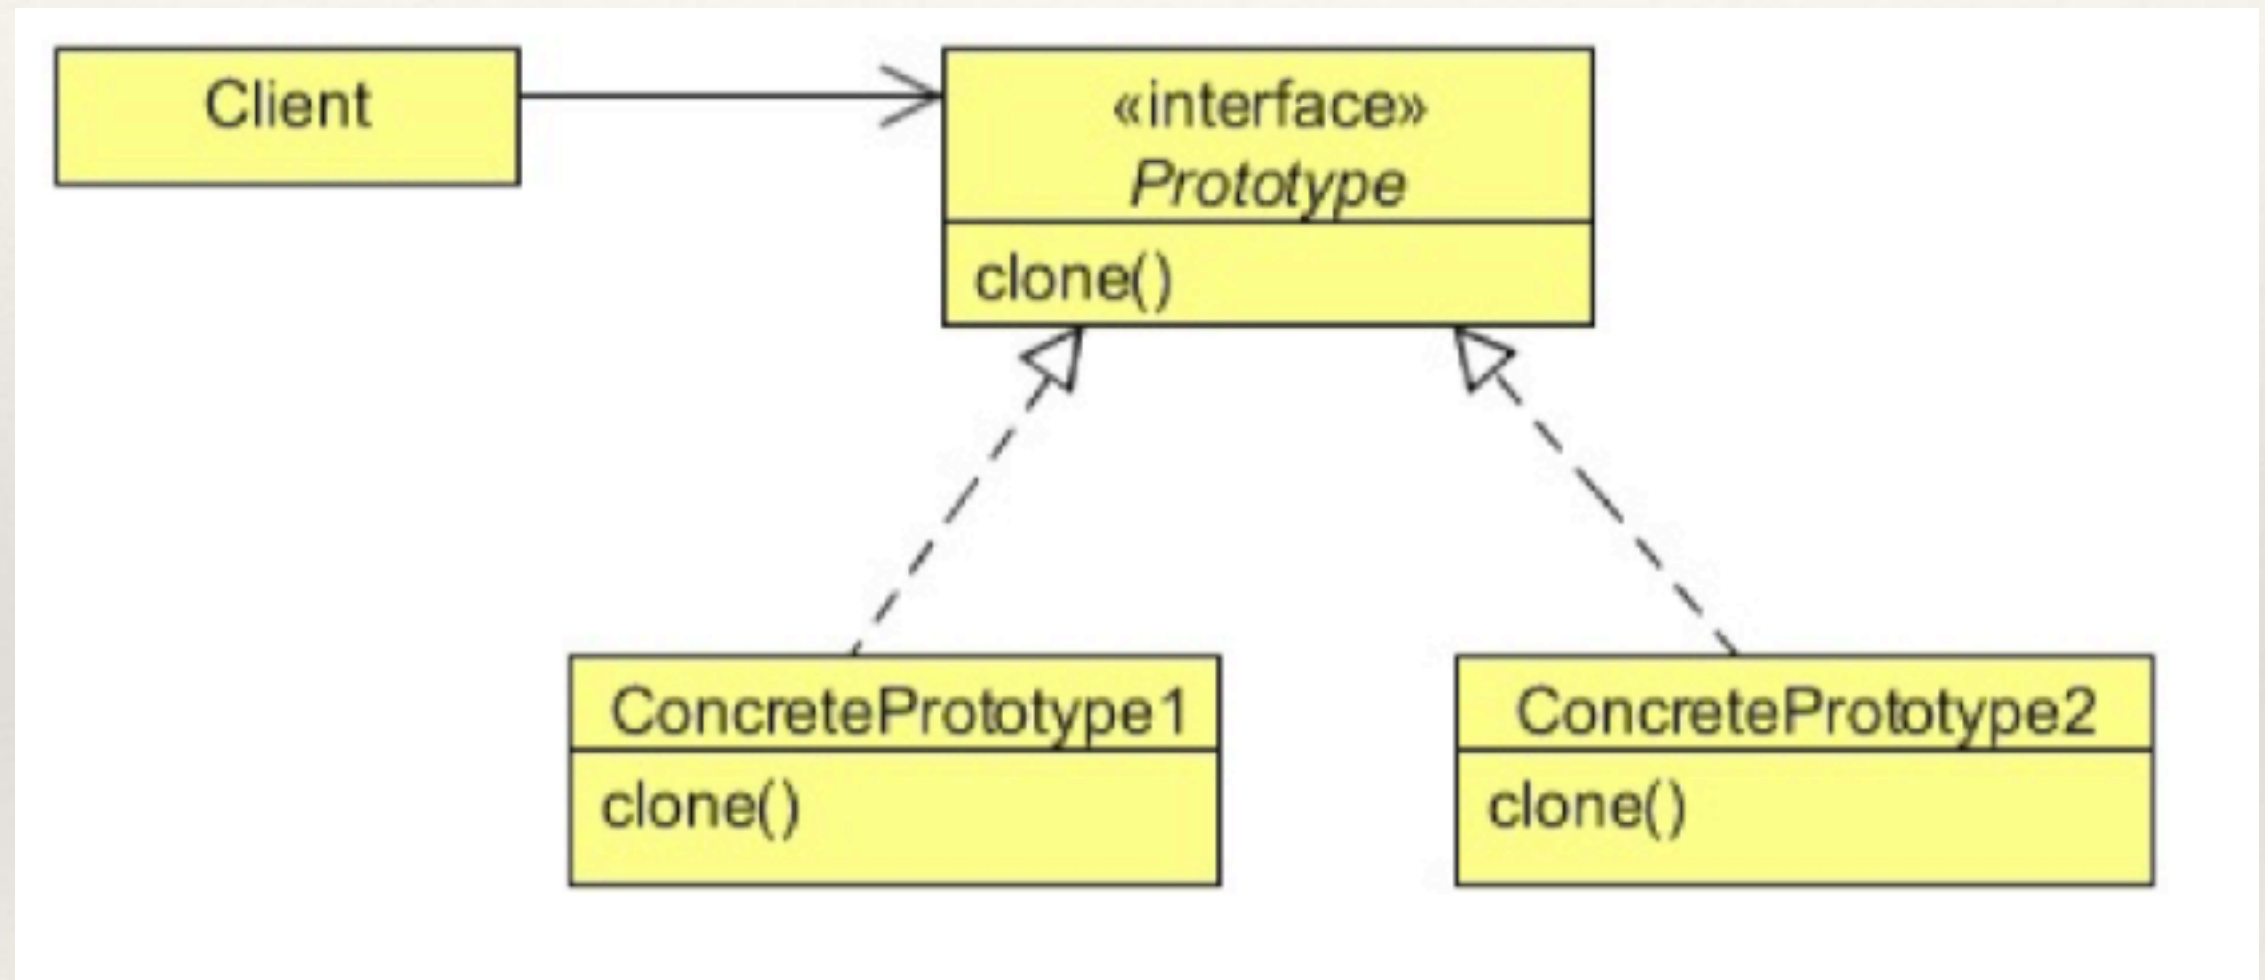 Client
«interface»
Prototype
clone()
ConcretePrototype1
clone()
ConcretePrototype2
clone()